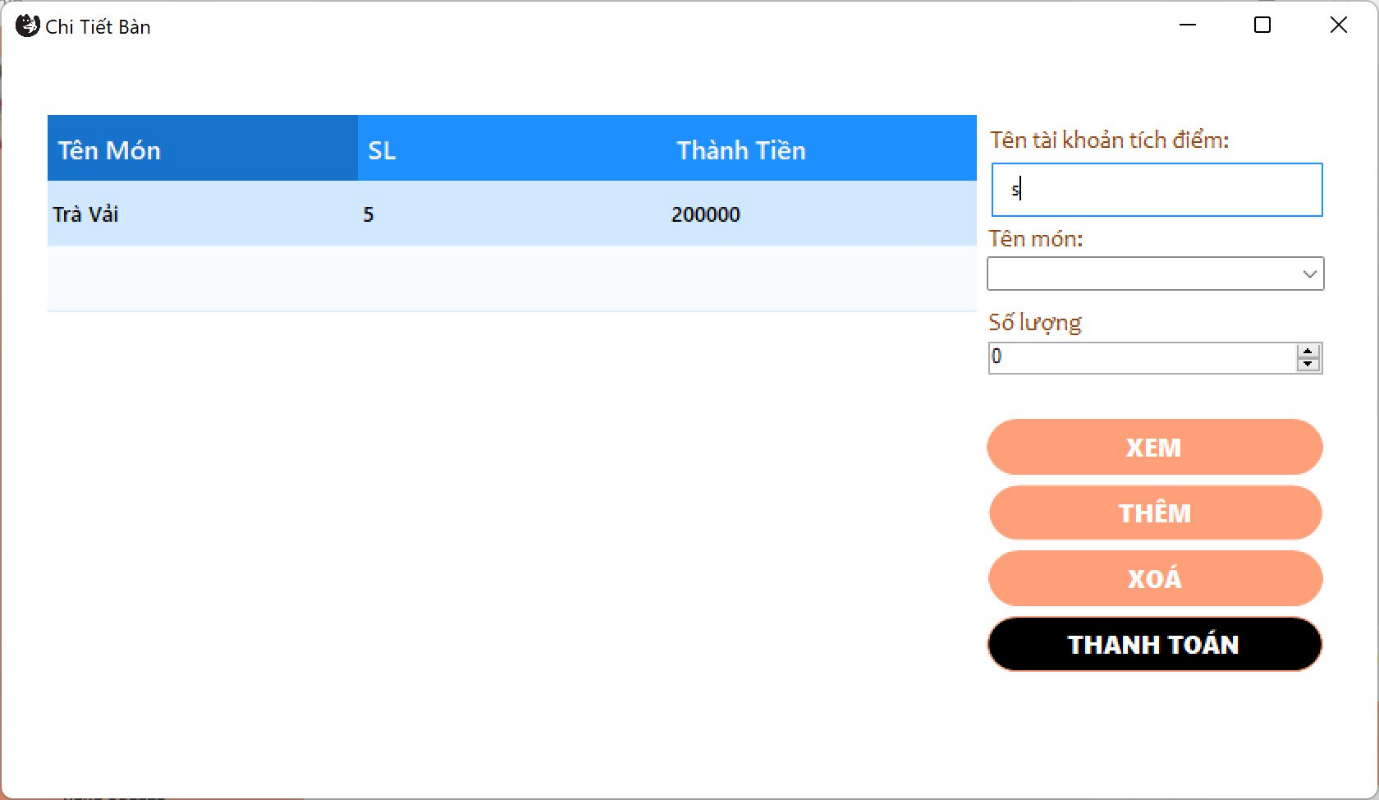 Chi Tiết Bàn
Tên Món SL Thành Tiền
Trà Vải 5 200000
Tên tài khoản tích điểm:
s
Tên món:
Số lượng
0
XEM
THÊM
XOÁ
THANH TOÁN